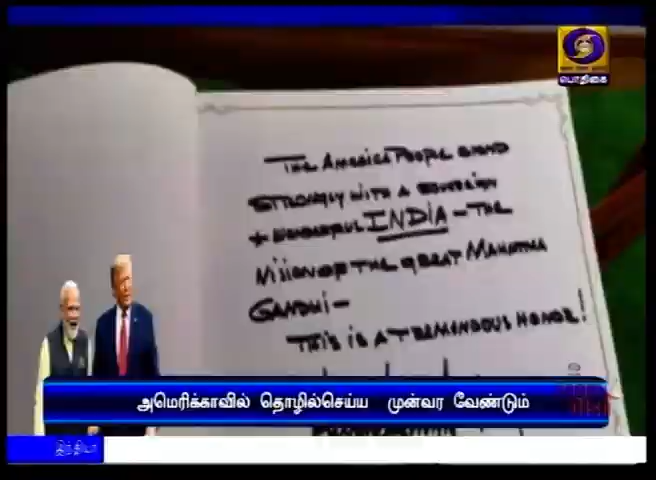 பொதிகை
THE AMERICA PEOPLE STAND
STRONGLY WITH A SOVEREIGN
+ WONDERFUL INDIA - THE
VISION OF THE GREAT MAHATMA
GANDHI -
THIS IS A TREMENDOUS HONOR!
அமெரிக்காவில் தொழில்செய்ய முன்வர வேண்டும்
இந்தியா